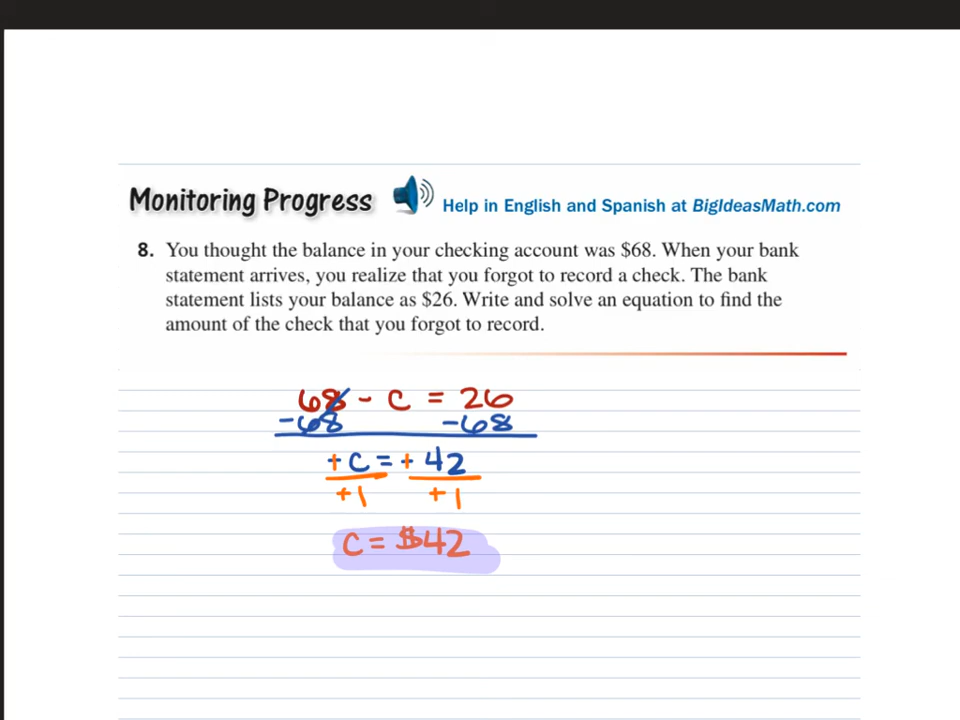 Monitoring Progress Help in English and Spanish at BigIdeasMath.com
8. You thought the balance in your checking account was $68. When your bank
statement arrives, you realize that you forgot to record a check. The bank
statement lists your balance as $26. Write and solve an equation to find the
amount of the check that you forgot to record.
68 - c = 26
-68 -68
+c = + 42
+1 +1
c = $42